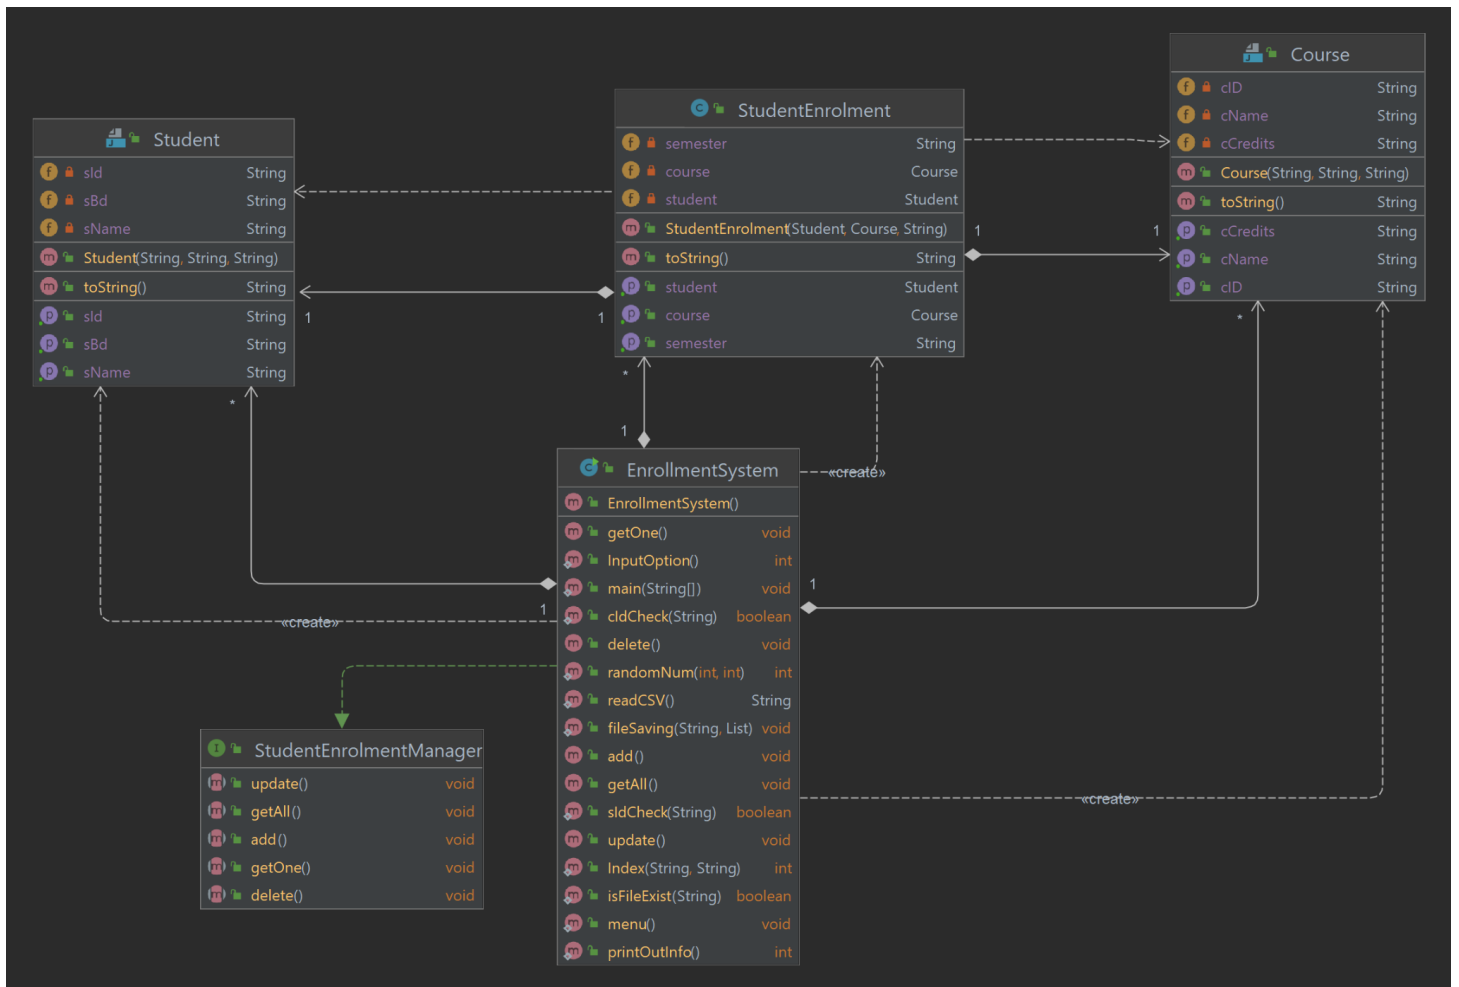 Student
sId String
sBd String
sName String
Student(String, String, String)
toString() String
sId String
sBd String
sName String
StudentEnrolment
semester String
course Course
student Student
StudentEnrolment(Student, Course, String)
toString() String
student Student
course Course
semester String
Course
cID String
cName String
cCredits String
Course(String, String, String)
toString() String
cCredits String
cName String
cID String
1
1
1
1
*
*
*
1
«create»
EnrollmentSystem
EnrollmentSystem()
getOne() void
InputOption() int
main(String[]) void
cIdCheck(String) boolean
delete() void
randomNum(int, int) int
readCSV() String
fileSaving(String, List) void
add() void
getAll() void
sIdCheck(String) boolean
update() void
Index(String, String) int
isFileExist(String) boolean
menu() void
printOutInfo() int
1
1
«create»
«create»
StudentEnrolmentManager
update() void
getAll() void
add() void
getOne() void
delete() void